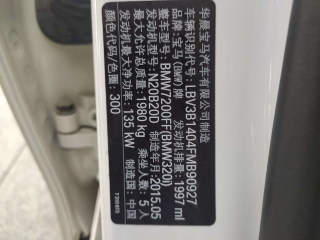 华晨宝马汽车有限公司制造
车辆识别代号: LBV3B1404FMB90927
品牌: 宝马(BMW)牌 发动机排量: 1997 ml
整车型号: BMW7200FF(BMW320i)
发动机型号: N20B20D 制造年月: 2015.05
最大允许总质量: 1980 kg 乘坐人数: 5 人
发动机最大净功率: 135 kW 制造国: 中国
颜色代号: 300